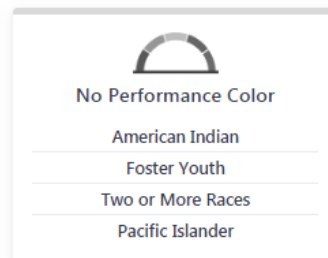 No Performance Color
American Indian
Foster Youth
Two or More Races
Pacific Islander